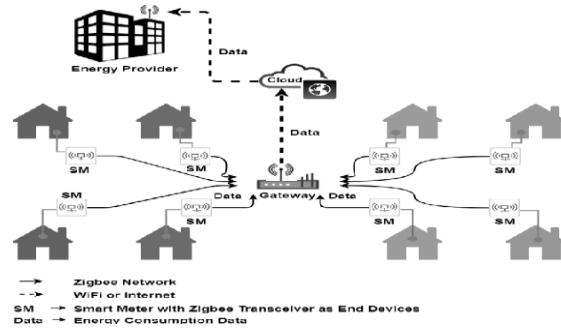 Data
Energy Provider
Cloud
Data
SM
SM
SM
SM
SM
Data
Gateway
Data
SM
SM
SM
Zigbee Network
WiFi or Internet
SM → Smart Meter with Zigbee Transceiver as End Devices
Data → Energy Consumption Data